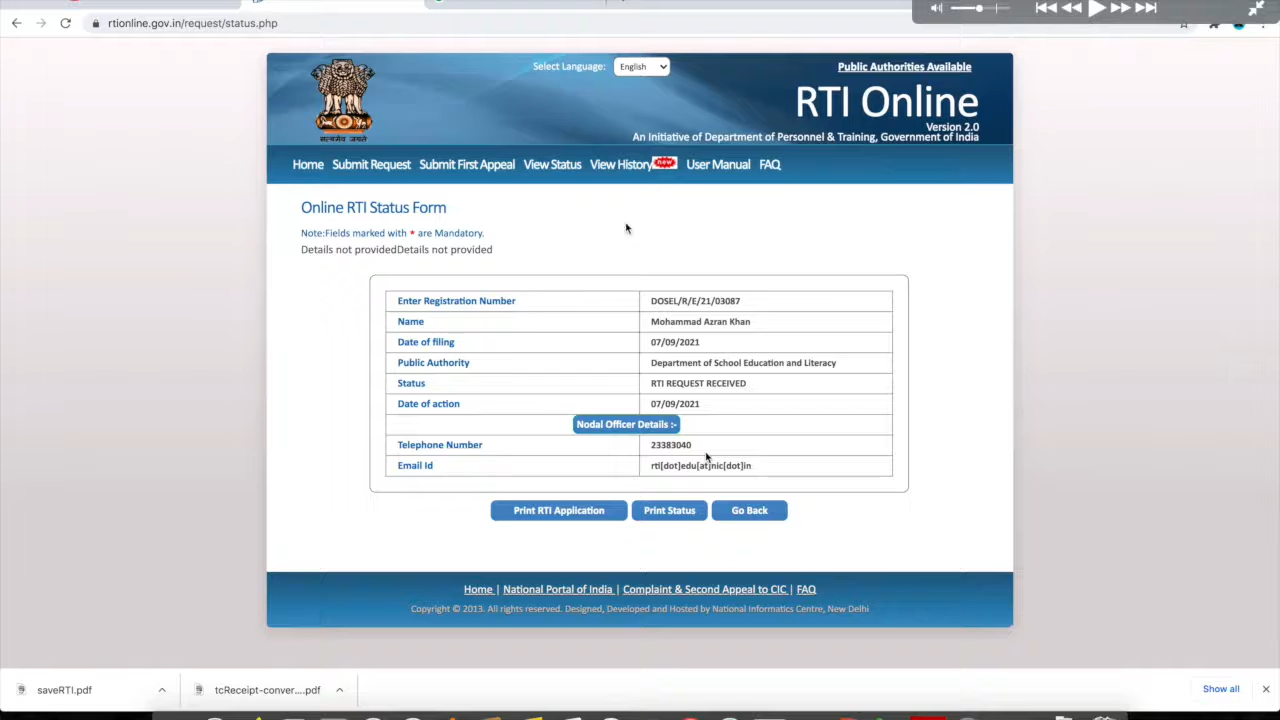 rtionline.gov.in/request/status.php
Select Language: English
Public Authorities Available
RTI Online
Version 2.0
An Initiative of Department of Personnel & Training, Government of India
सत्यमेव जयते
Home Submit Request Submit First Appeal View Status View History new User Manual FAQ
Online RTI Status Form
Note:Fields marked with * are Mandatory.
Details not providedDetails not provided
Enter Registration Number DOSEL/R/E/21/03087
Name Mohammad Azran Khan
Date of filing 07/09/2021
Public Authority Department of School Education and Literacy
Status RTI REQUEST RECEIVED
Date of action 07/09/2021
Nodal Officer Details :-
Telephone Number 23383040
Email Id rti[dot]edu[at]nic[dot]in
Print RTI Application Print Status Go Back
Home | National Portal of India | Complaint & Second Appeal to CIC | FAQ
Copyright © 2013. All rights reserved. Designed, Developed and Hosted by National Informatics Centre, New Delhi
saveRTI.pdf tcReceipt-conver....pdf Show all